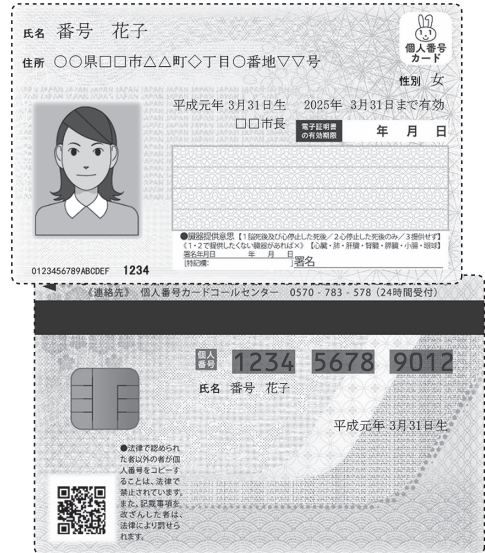 氏名 番号 花子
個人番号
カード
住所 〇〇県□□市△△町◇丁目〇番地▽▽号
性別 女
平成元年 3月31日生 2025年 3月31日まで有効
□□市長
電子証明書
の有効期限
年 月 日
●臓器提供意思【1脳死後及び心停止した死後/2心停止した死後のみ/3提供せず】
《1・2で提供したくない臓器があれば×》【心臓・肺・肝臓・腎臓・膵臓・小腸・眼球】
署名年月日 年 月 日
[特記欄: ]署名
0123456789ABCDEF 1234
《連絡先》 個人番号カードコールセンター 0570-783-578(24時間受付)
個人
番号
1234 5678 9012
氏名 番号 花子
平成元年 3月31日生
●法律で認められ
た者以外の者が個
人番号をコピーす
ることは、法律で
禁止されています。
また、記載事項を
改ざんした者は、
法律により罰せら
れます。